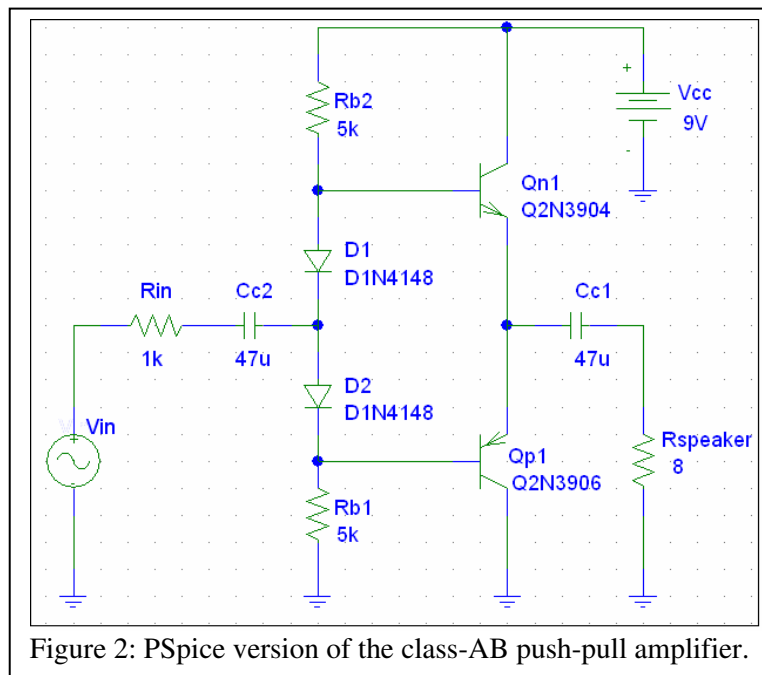 Rb2
5k
+
Vcc
9V
-
Qn1
Q2N3904
D1
D1N4148
Rin
1k
Cc2
47u
Cc1
47u
D2
D1N4148
Vin
+
Qp1
Q2N3906
Rspeaker
8
Rb1
5k
Figure 2: PSpice version of the class-AB push-pull amplifier.